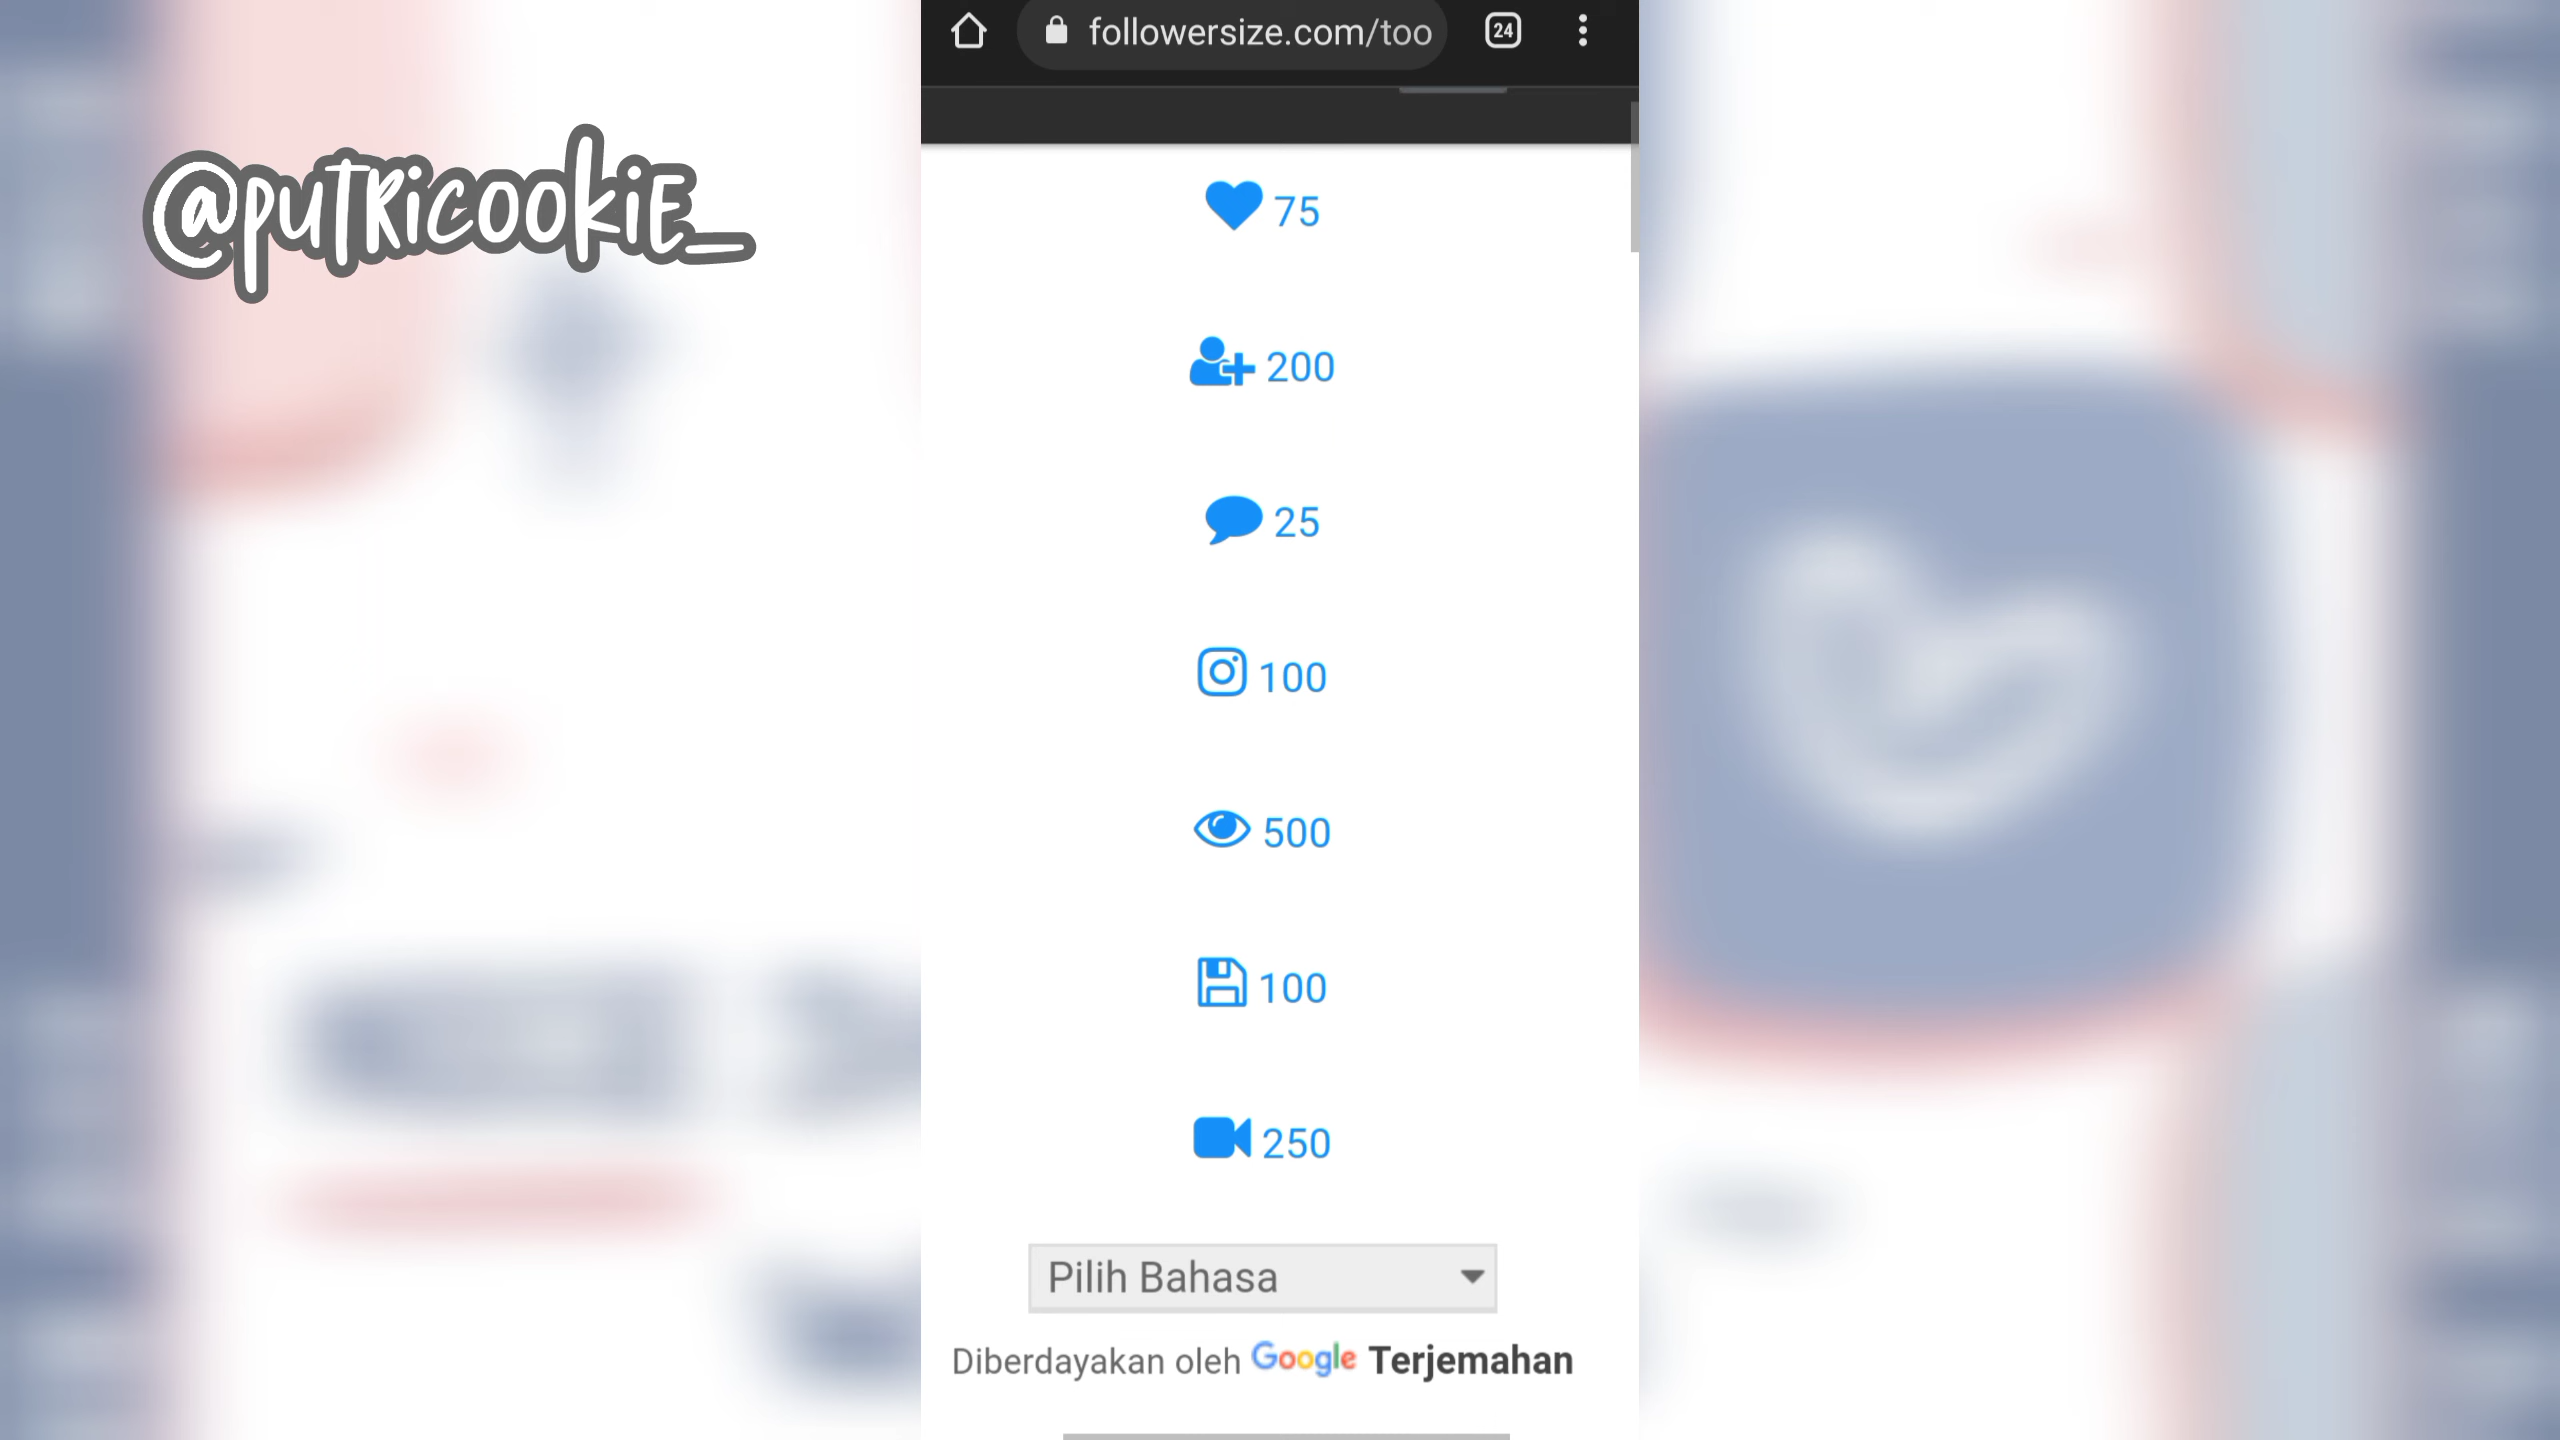 followersize.com/too
24
@putricookie_
75
200
25
100
500
100
250
Pilih Bahasa
Diberdayakan oleh Google Terjemahan